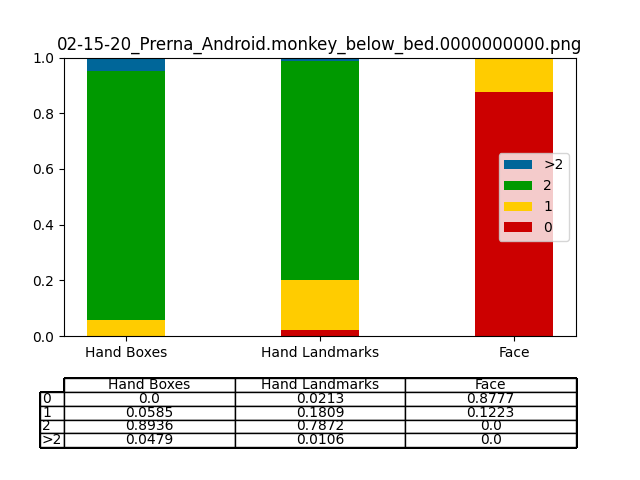 02-15-20_Prerna_Android.monkey_below_bed.0000000000.png
1.0
0.8
0.6
0.4
0.2
0.0
>2
2
1
0
Hand Boxes Hand Landmarks Face
Hand Boxes Hand Landmarks Face
0 0.0 0.0213 0.8777
1 0.0585 0.1809 0.1223
2 0.8936 0.7872 0.0
>2 0.0479 0.0106 0.0